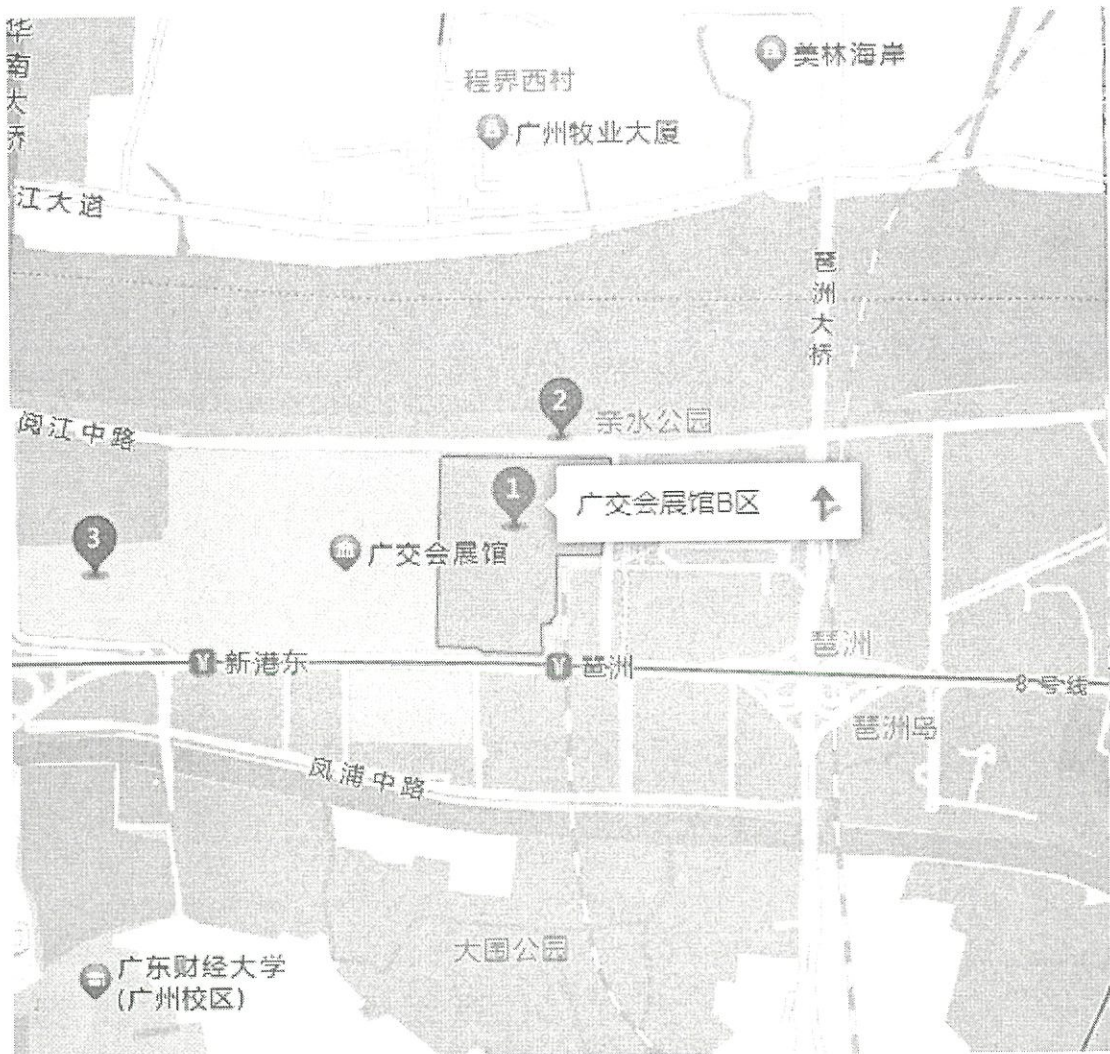 华南大桥
程界西村
美林海岸
广州牧业大厦
江大道
琶洲大桥
阅江中路
2
亲水公园
1
广交会展馆B区
3
广交会展馆
新港东
琶洲
琶洲
8号线
琶洲岛
凤浦中路
大围公园
广东财经大学
(广州校区)